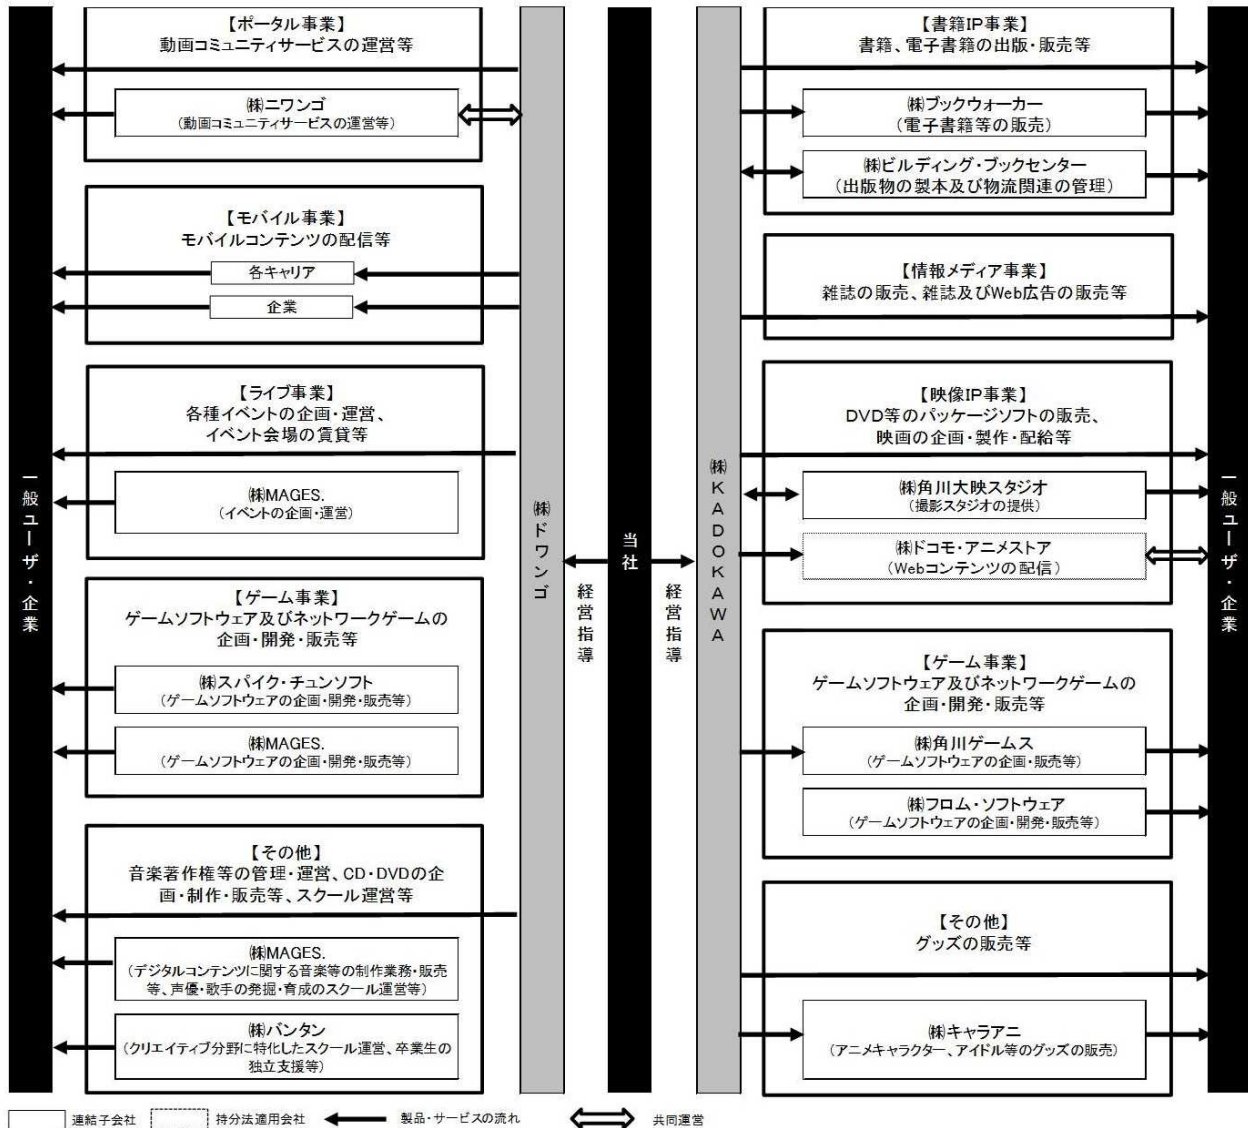 【ポータル事業】
動画コミュニティサービスの運営等
㈱ニワンゴ
(動画コミュニティサービスの運営等)
【モバイル事業】
モバイルコンテンツの配信等
各キャリア
企業
【ライブ事業】
各種イベントの企画・運営、
イベント会場の賃貸等
㈱MAGES.
(イベントの企画・運営)
【ゲーム事業】
ゲームソフトウェア及びネットワークゲームの
企画・開発・販売等
㈱スパイク・チュンソフト
(ゲームソフトウェアの企画・開発・販売等)
㈱MAGES.
(ゲームソフトウェアの企画・開発・販売等)
【その他】
音楽著作権等の管理・運営、CD・DVDの企
画・制作・販売等、スクール運営等
㈱MAGES.
(デジタルコンテンツに関する音楽等の制作業務・販売
等、声優・歌手の発掘・育成のスクール運営等)
㈱バンタン
(クリエイティブ分野に特化したスクール運営、卒業生の
独立支援等)
一般ユーザ・企業
㈱ドワンゴ
経営指導
当社
経営指導
㈱KADOKAWA
【書籍IP事業】
書籍、電子書籍の出版・販売等
㈱ブックウォーカー
(電子書籍等の販売)
㈱ビルディング・ブックセンター
(出版物の製本及び物流関連の管理)
【情報メディア事業】
雑誌の販売、雑誌及びWeb広告の販売等
【映像IP事業】
DVD等のパッケージソフトの販売、
映画の企画・製作・配給等
㈱角川大映スタジオ
(撮影スタジオの提供)
㈱ドコモ・アニメストア
(Webコンテンツの配信)
【ゲーム事業】
ゲームソフトウェア及びネットワークゲームの
企画・開発・販売等
㈱角川ゲームス
(ゲームソフトウェアの企画・販売等)
㈱フロム・ソフトウェア
(ゲームソフトウェアの企画・開発・販売等)
【その他】
グッズの販売等
㈱キャラアニ
(アニメキャラクター、アイドル等のグッズの販売)
一般ユーザ・企業
連結子会社
持分法適用会社
製品・サービスの流れ
共同運営